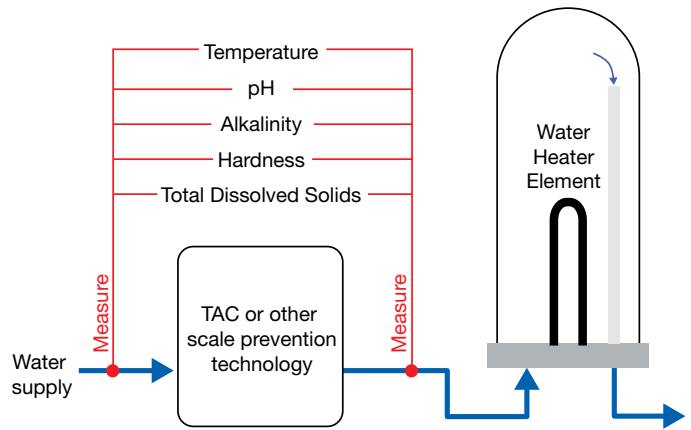 Temperature
pH
Alkalinity
Hardness
Total Dissolved Solids
Water
Heater
Element
Measure
Measure
TAC or other
scale prevention
technology
Water
supply